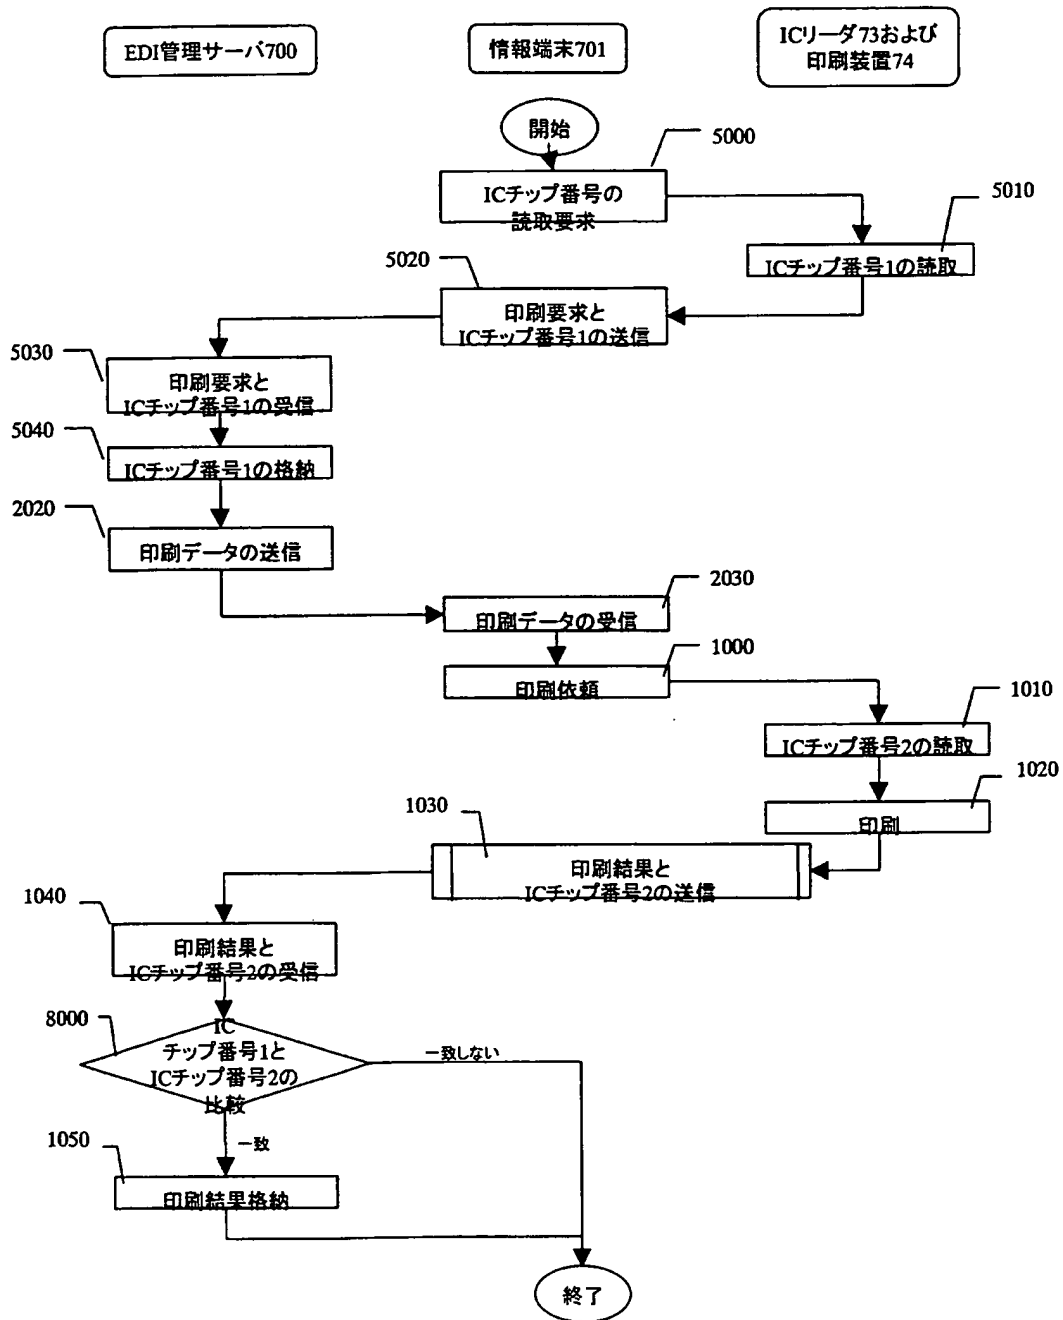 EDI管理サーバ700
情報端末701
ICリーダ73および
印刷装置74
開始
5000
ICチップ番号の
読取要求
5010
ICチップ番号1の読取
5020
印刷要求と
ICチップ番号1の送信
5030
印刷要求と
ICチップ番号1の受信
5040
ICチップ番号1の格納
2020
印刷データの送信
2030
印刷データの受信
1000
印刷依頼
1010
ICチップ番号2の読取
1020
印刷
1030
印刷結果と
ICチップ番号2の送信
1040
印刷結果と
ICチップ番号2の受信
8000
IC
チップ番号1と
ICチップ番号2の
比較
一致しない
一致
1050
印刷結果格納
終了